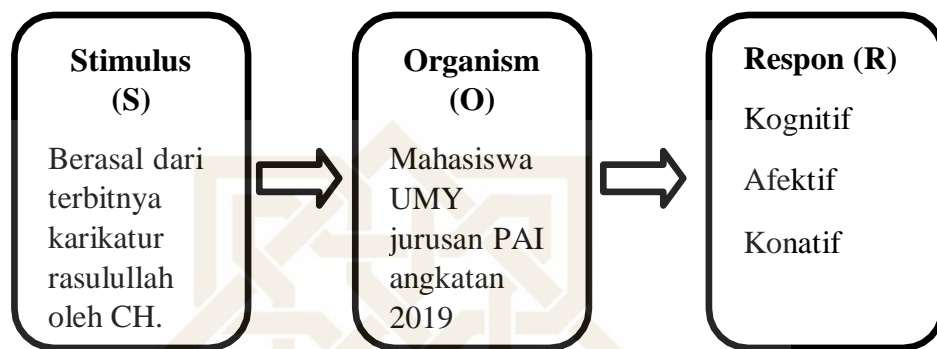 Stimulus
(S)
Berasal dari
terbitnya
karikatur
rasulullah
oleh CH.
Organism
(O)
Mahasiswa
UMY
jurusan PAI
angkatan
2019
Respon (R)
Kognitif
Afektif
Konatif